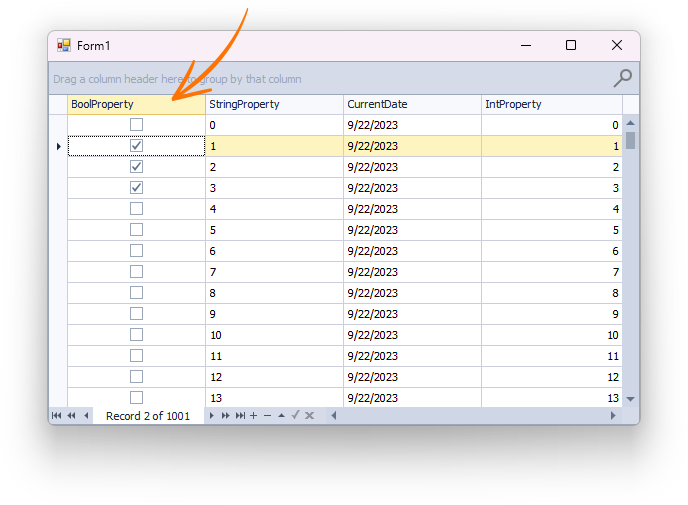 Form1
Drag a column header here to group by that column
BoolProperty StringProperty CurrentDate IntProperty
0 9/22/2023 0
1 9/22/2023 1
2 9/22/2023 2
3 9/22/2023 3
4 9/22/2023 4
5 9/22/2023 5
6 9/22/2023 6
7 9/22/2023 7
8 9/22/2023 8
9 9/22/2023 9
10 9/22/2023 10
11 9/22/2023 11
12 9/22/2023 12
13 9/22/2023 13
Record 2 of 1001